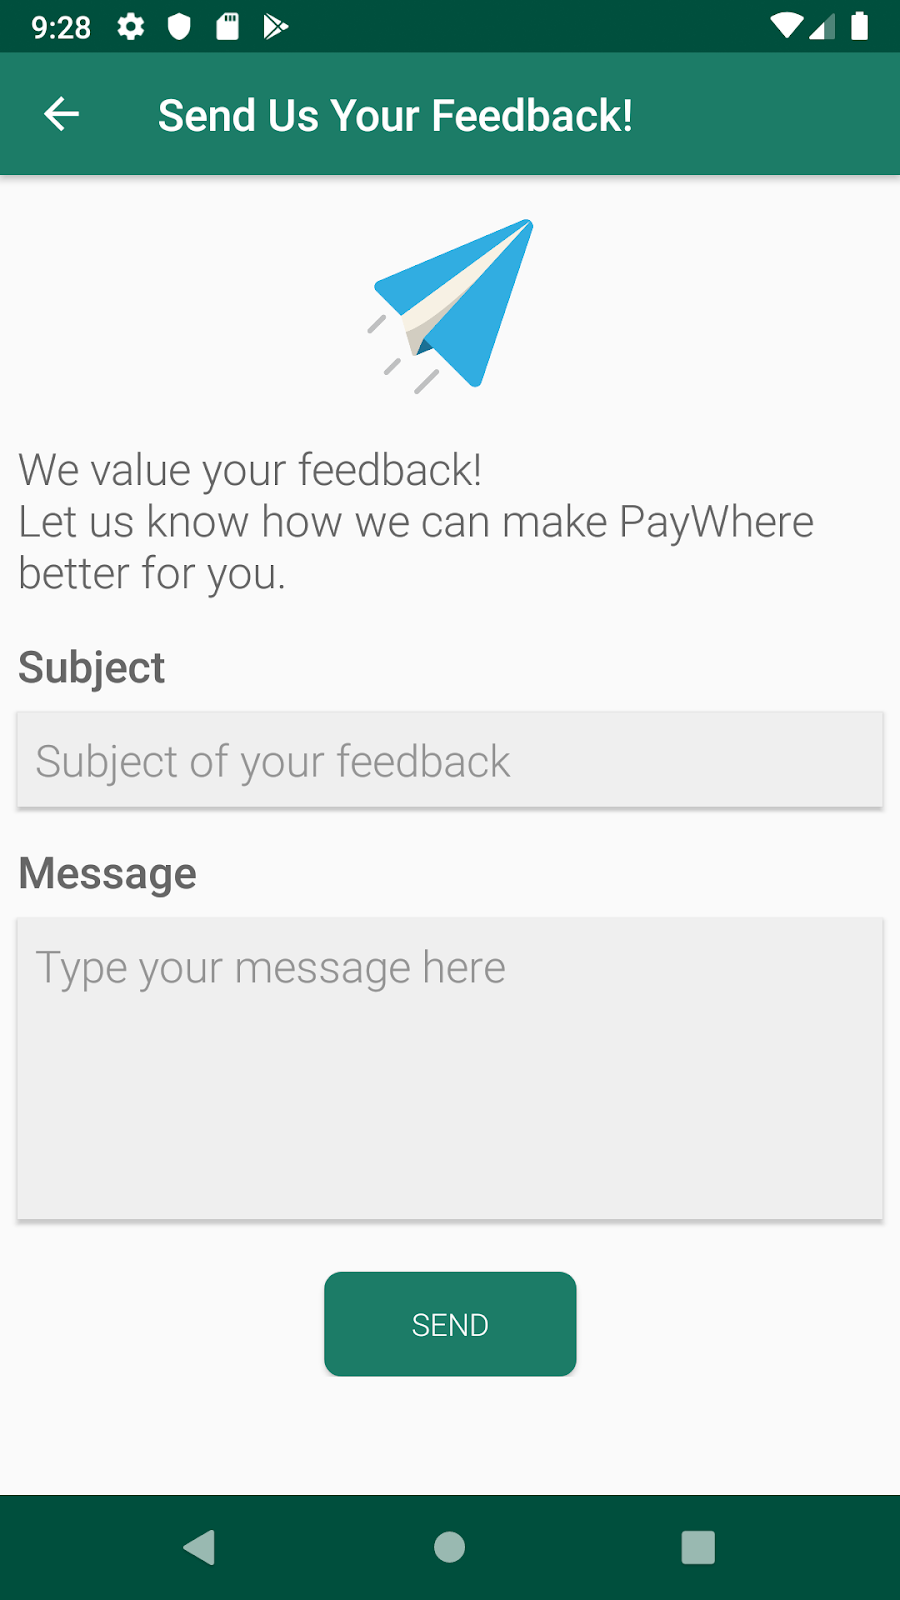 9:28
Send Us Your Feedback!
We value your feedback!
Let us know how we can make PayWhere
better for you.
Subject
Subject of your feedback
Message
Type your message here
SEND